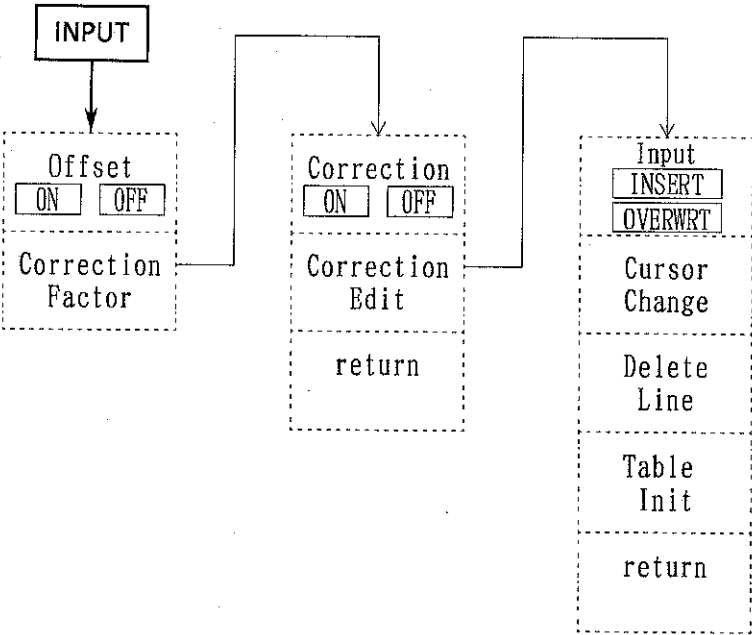 INPUT
Offset
ON OFF
Correction
Factor
Correction
ON OFF
Correction
Edit
return
Input
INSERT
OVERWRT
Cursor
Change
Delete
Line
Table
Init
return